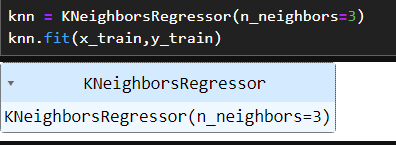 knn = KNeighborsRegressor(n_neighbors=3)
knn.fit(x_train,y_train)
KNeighborsRegressor
KNeighborsRegressor(n_neighbors=3)